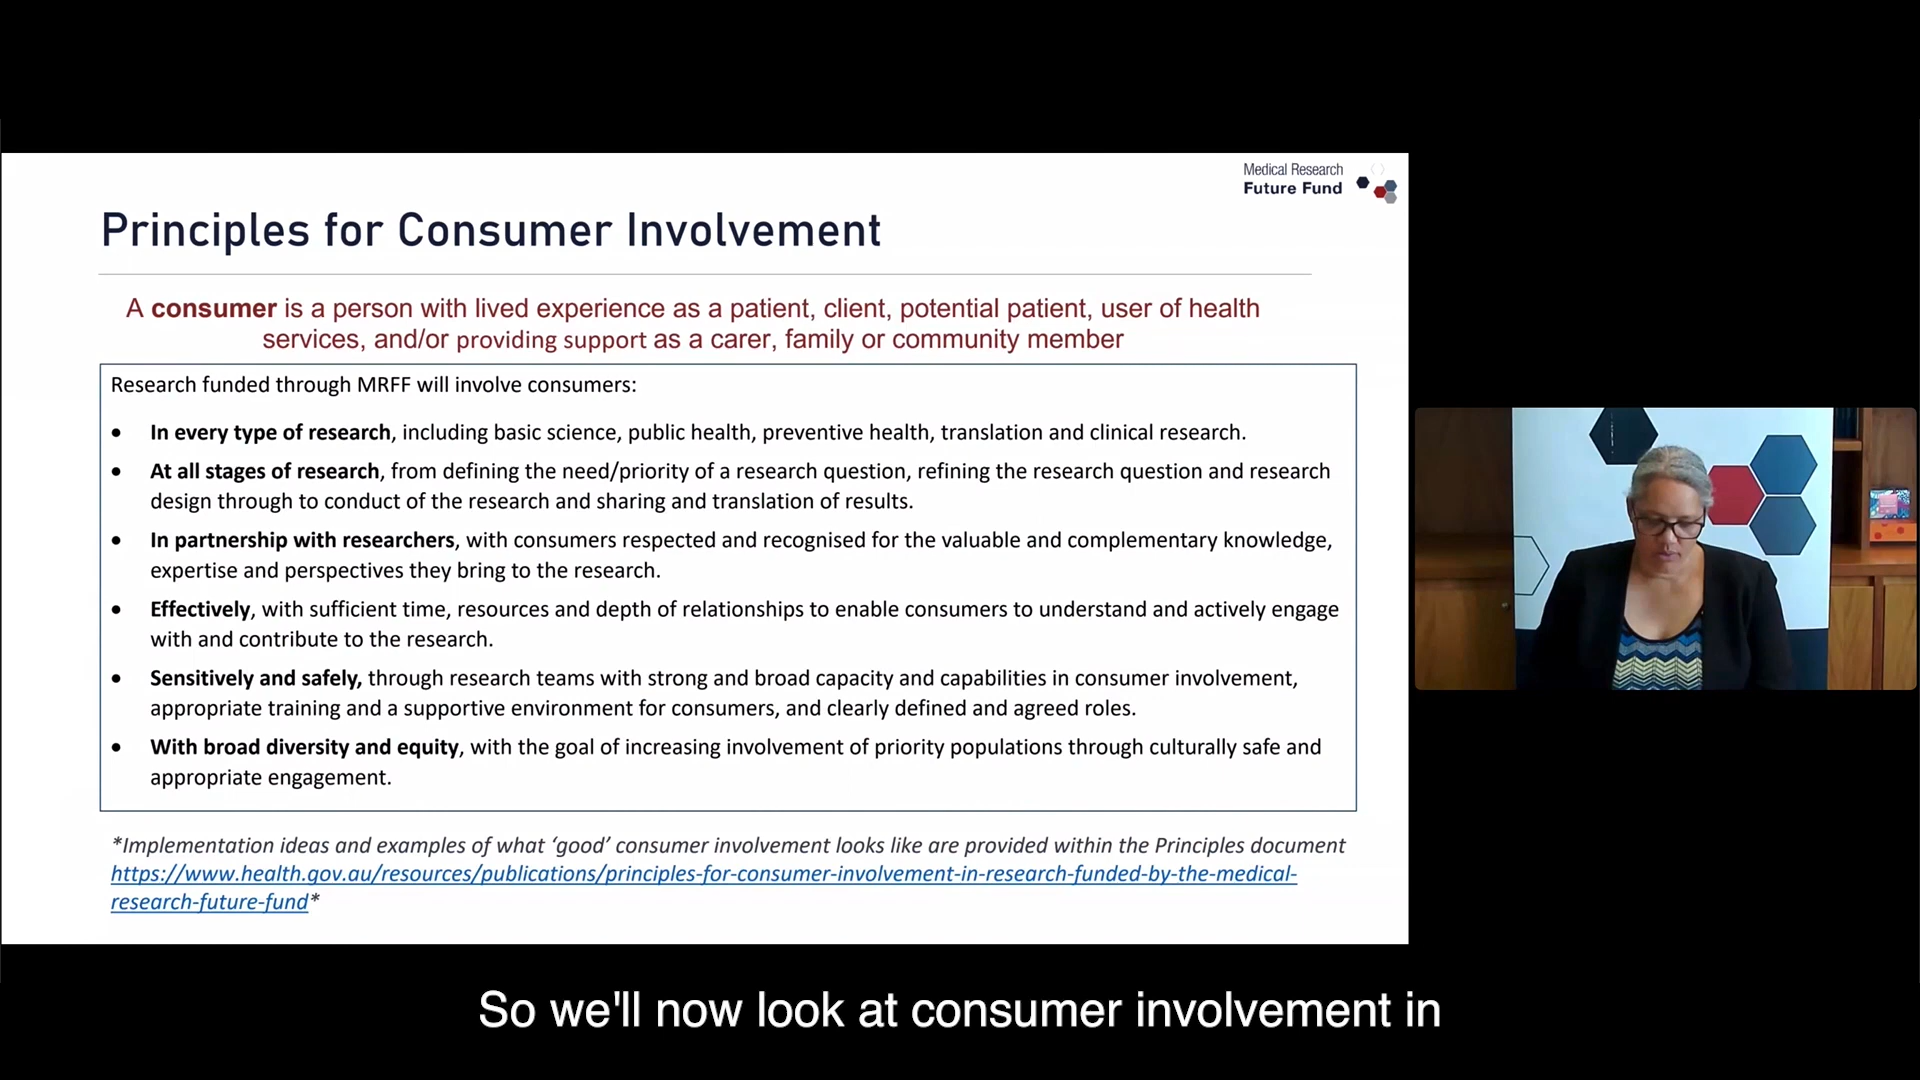 Medical Research
Future Fund
Principles for Consumer Involvement
A consumer is a person with lived experience as a patient, client, potential patient, user of health
services, and/or providing support as a carer, family or community member
Research funded through MRFF will involve consumers:
• In every type of research, including basic science, public health, preventive health, translation and clinical research.
• At all stages of research, from defining the need/priority of a research question, refining the research question and research
design through to conduct of the research and sharing and translation of results.
• In partnership with researchers, with consumers respected and recognised for the valuable and complementary knowledge,
expertise and perspectives they bring to the research.
• Effectively, with sufficient time, resources and depth of relationships to enable consumers to understand and actively engage
with and contribute to the research.
• Sensitively and safely, through research teams with strong and broad capacity and capabilities in consumer involvement,
appropriate training and a supportive environment for consumers, and clearly defined and agreed roles.
• With broad diversity and equity, with the goal of increasing involvement of priority populations through culturally safe and
appropriate engagement.
*Implementation ideas and examples of what ‘good’ consumer involvement looks like are provided within the Principles document
https://www.health.gov.au/resources/publications/principles-for-consumer-involvement-in-research-funded-by-the-medical-
research-future-fund*
So we'll now look at consumer involvement in